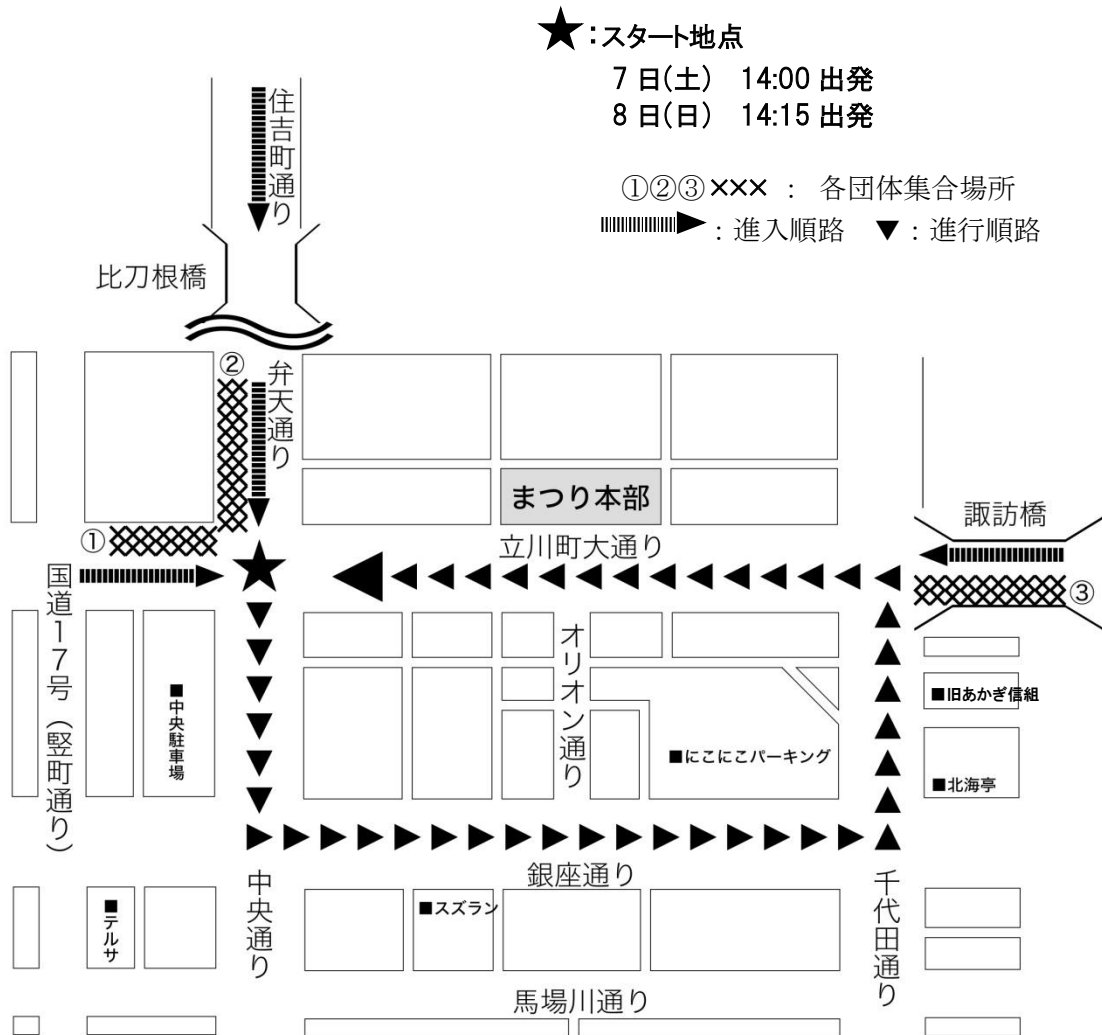 ★：スタート地点
7日(土) 14:00 出発
8日(日) 14:15 出発
①②③××× ： 各団体集合場所
：進入順路 ▼：進行順路
住吉町通り
比刀根橋
②
弁天通り
まつり本部
諏訪橋
①
立川町大通り
③
国道17号（竪町通り）
オリオン通り
■中央駐車場
■旧あかぎ信組
■にこにこパーキング
■北海亭
銀座通り
中央通り
千代田通り
■テルサ
■スズラン
馬場川通り